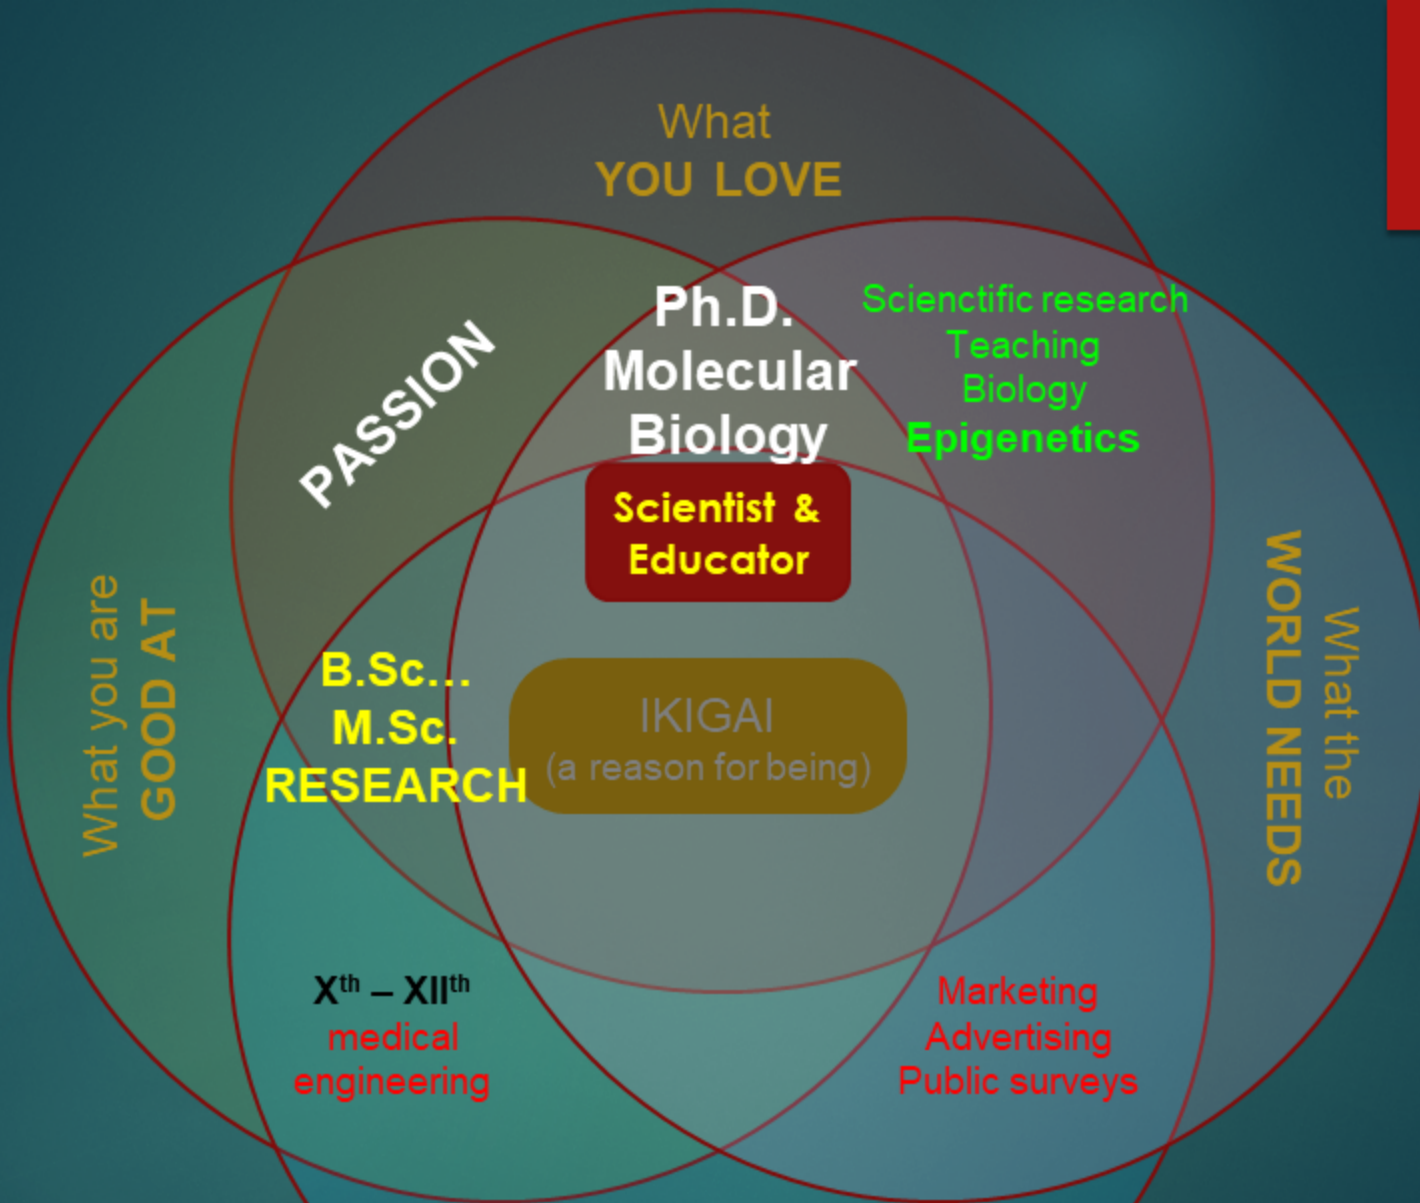 What
YOU LOVE
PASSION
Ph.D.
Molecular
Biology
Scienctific research
Teaching
Biology
Epigenetics
Scientist &
Educator
What you are
GOOD AT
What the
WORLD NEEDS
B.Sc...
M.Sc.
RESEARCH
IKIGAI
(a reason for being)
Xth – XIIth
medical
engineering
Marketing
Advertising
Public surveys